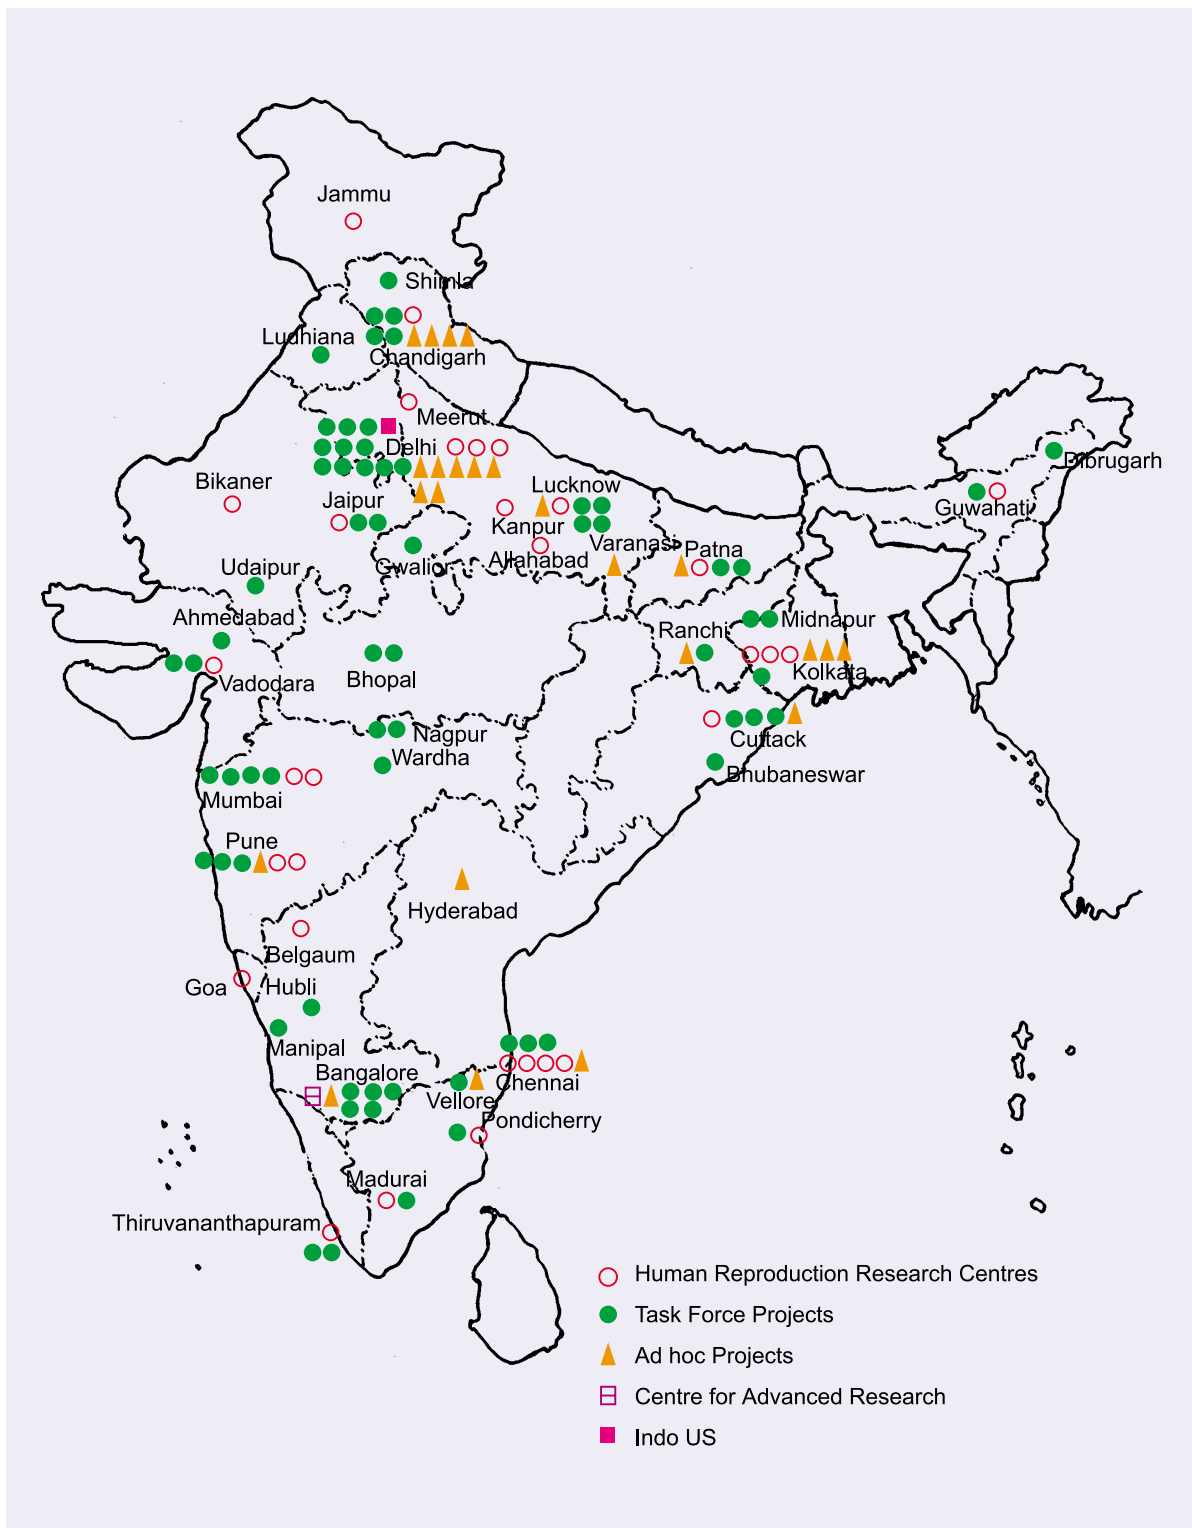 Jammu
Shimla
Ludhiana
Chandigarh
Meerut
Delhi
Dibrugarh
Bikaner
Lucknow
Jaipur
Guwahati
Kanpur
Varanasi
Patna
Allahabad
Gwalior
Udaipur
Ahmedabad
Midnapur
Ranchi
Kolkata
Bhopal
Vadodara
Nagpur
Cuttack
Wardha
Bhubaneswar
Mumbai
Pune
Hyderabad
Belgaum
Goa
Hubli
Manipal
Bangalore
Chennai
Vellore
Pondicherry
Madurai
Thiruvananthapuram
Human Reproduction Research Centres
Task Force Projects
Ad hoc Projects
Centre for Advanced Research
Indo US